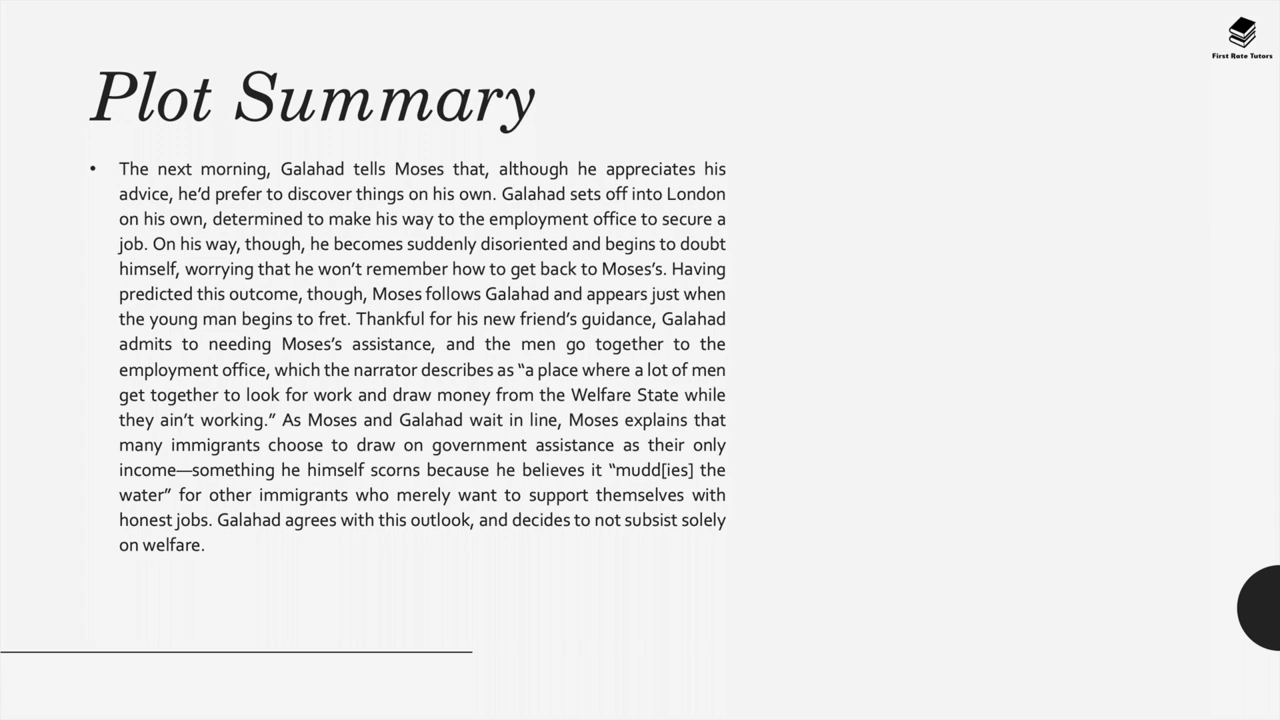 First Rate Tutors
Plot Summary
• The next morning, Galahad tells Moses that, although he appreciates his
advice, he’d prefer to discover things on his own. Galahad sets off into London
on his own, determined to make his way to the employment office to secure a
job. On his way, though, he becomes suddenly disoriented and begins to doubt
himself, worrying that he won’t remember how to get back to Moses’s. Having
predicted this outcome, though, Moses follows Galahad and appears just when
the young man begins to fret. Thankful for his new friend’s guidance, Galahad
admits to needing Moses’s assistance, and the men go together to the
employment office, which the narrator describes as “a place where a lot of men
get together to look for work and draw money from the Welfare State while
they ain’t working.” As Moses and Galahad wait in line, Moses explains that
many immigrants choose to draw on government assistance as their only
income—something he himself scorns because he believes it “mudd[ies] the
water” for other immigrants who merely want to support themselves with
honest jobs. Galahad agrees with this outlook, and decides to not subsist solely
on welfare.